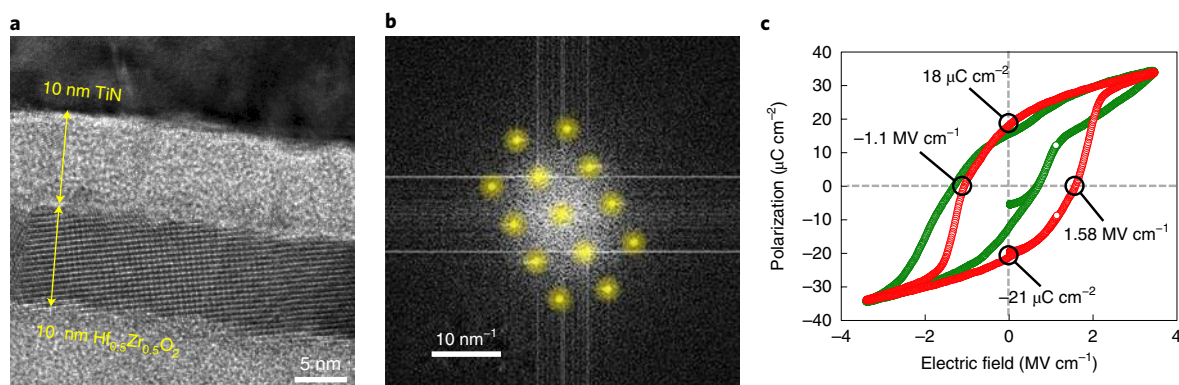 a
10 nm TiN
10 nm Hf0.5Zr0.5O2
5 nm
b
10 nm−1
c
Polarization (μC cm−2)
40
30
20
10
0
−10
−20
−30
−40
18 μC cm−2
−1.1 MV cm−1
1.58 MV cm−1
−21 μC cm−2
−4
−2
0
2
4
Electric field (MV cm−1)